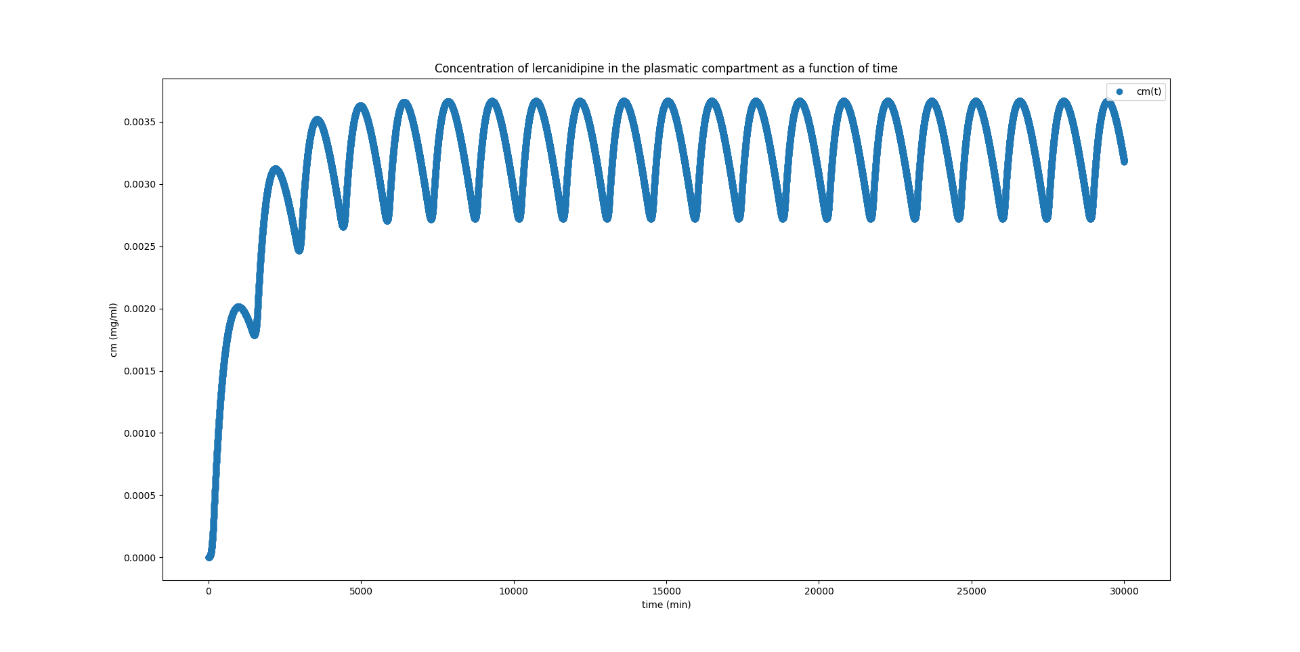 Concentration of lercanidipine in the plasmatic compartment as a function of time
cm(t)
0.0035
0.0030
0.0025
0.0020
0.0015
0.0010
0.0005
0.0000
cm (mg/ml)
0 5000 10000 15000 20000 25000 30000
time (min)